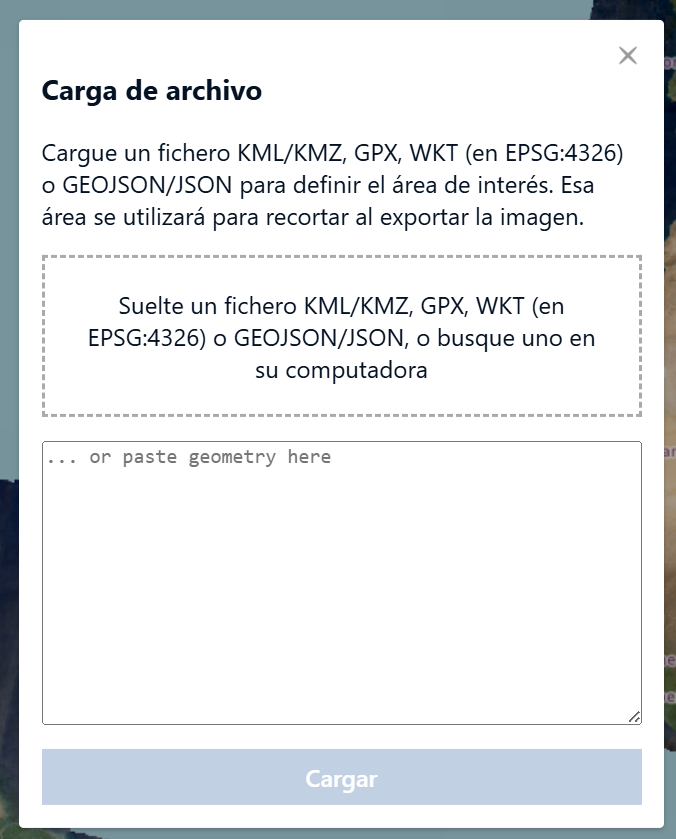 Carga de archivo
Cargue un fichero KML/KMZ, GPX, WKT (en EPSG:4326)
o GEOJSON/JSON para definir el área de interés. Esa
área se utilizará para recortar al exportar la imagen.
Suelte un fichero KML/KMZ, GPX, WKT (en
EPSG:4326) o GEOJSON/JSON, o busque uno en
su computadora
... or paste geometry here
Cargar